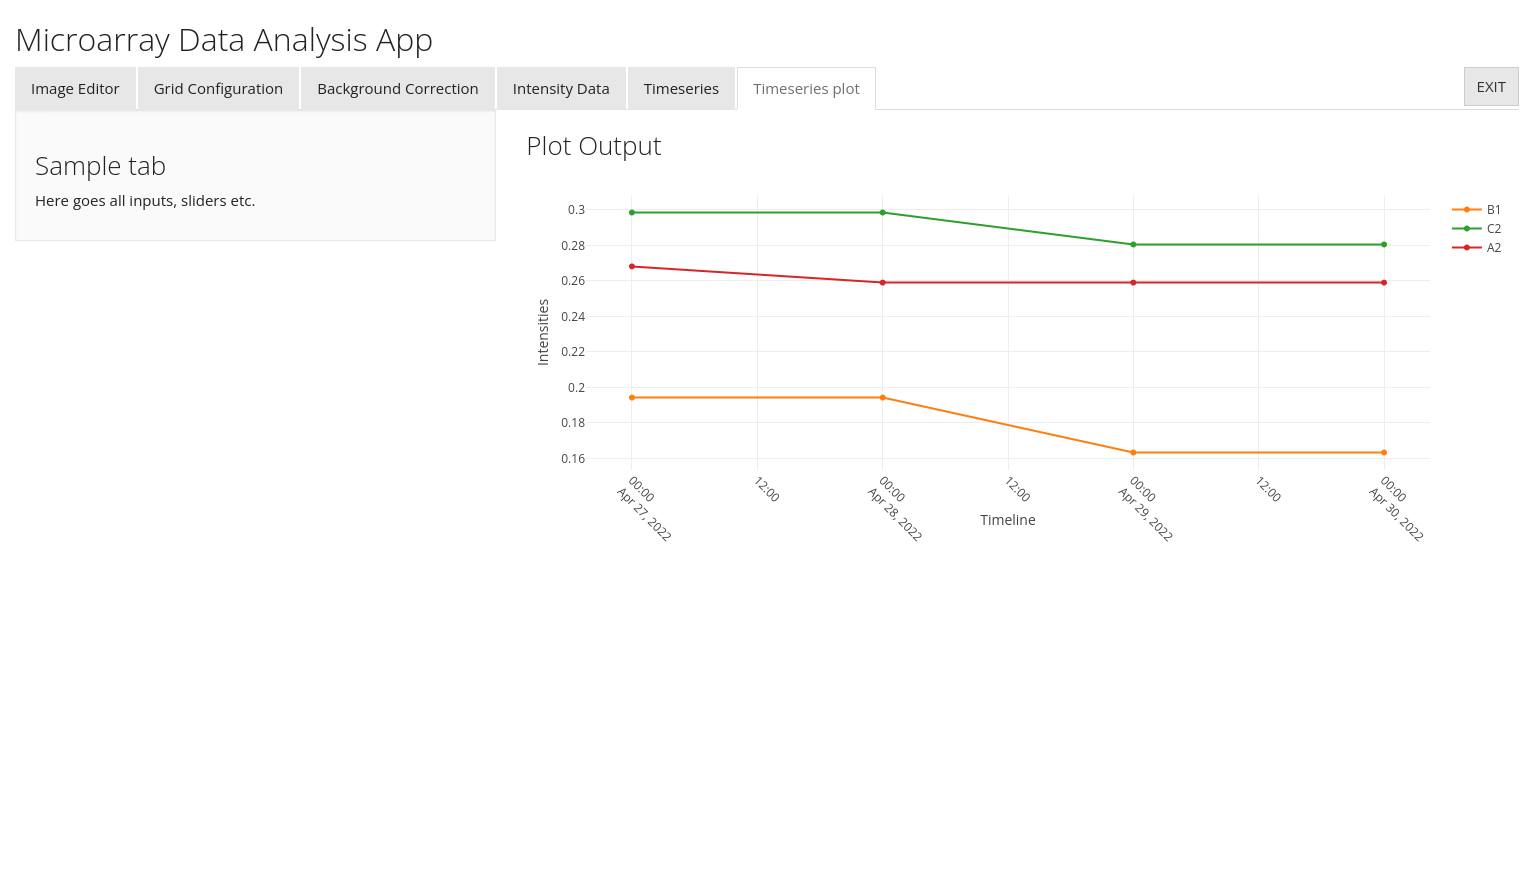 Microarray Data Analysis App
Image Editor
Grid Configuration
Background Correction
Intensity Data
Timeseries
Timeseries plot
EXIT
Sample tab
Here goes all inputs, sliders etc.
Plot Output
0.3
0.28
0.26
0.24
0.22
0.2
0.18
0.16
Intensities
00:00
Apr 27, 2022
12:00
00:00
Apr 28, 2022
12:00
00:00
Apr 29, 2022
12:00
00:00
Apr 30, 2022
Timeline
B1
C2
A2